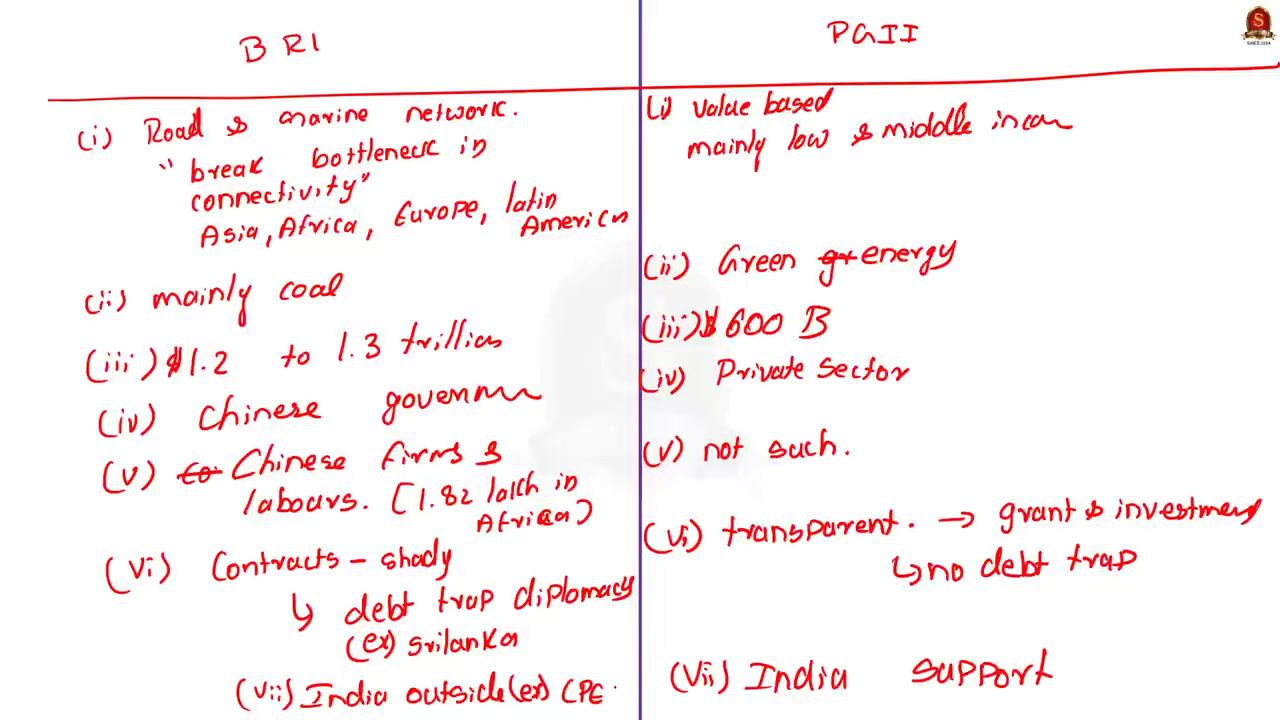 BRI
(i) Road & marine network.
" break bottleneck in
connectivity"
Asia, Africa, Europe, latin
America
(ii) mainly coal
(iii) $1.2 to 1.3 trillion
(iv) Chinese
(v) Chinese firms &
labours. [1.82 lakh in
Africa)
(vi) Contracts - shady
↳ debt trap diplomacy
(ex) srilanka
(vii) India outside (ex) CPE
PGII
(i) value based
mainly low & middle
(ii) Green energy
(iii) $600 B
(iv) Private sector
(v) not such.
(vi) transparent. → grant & investment
↳ no debt trap
(vii) India support
S
SINCE 2004